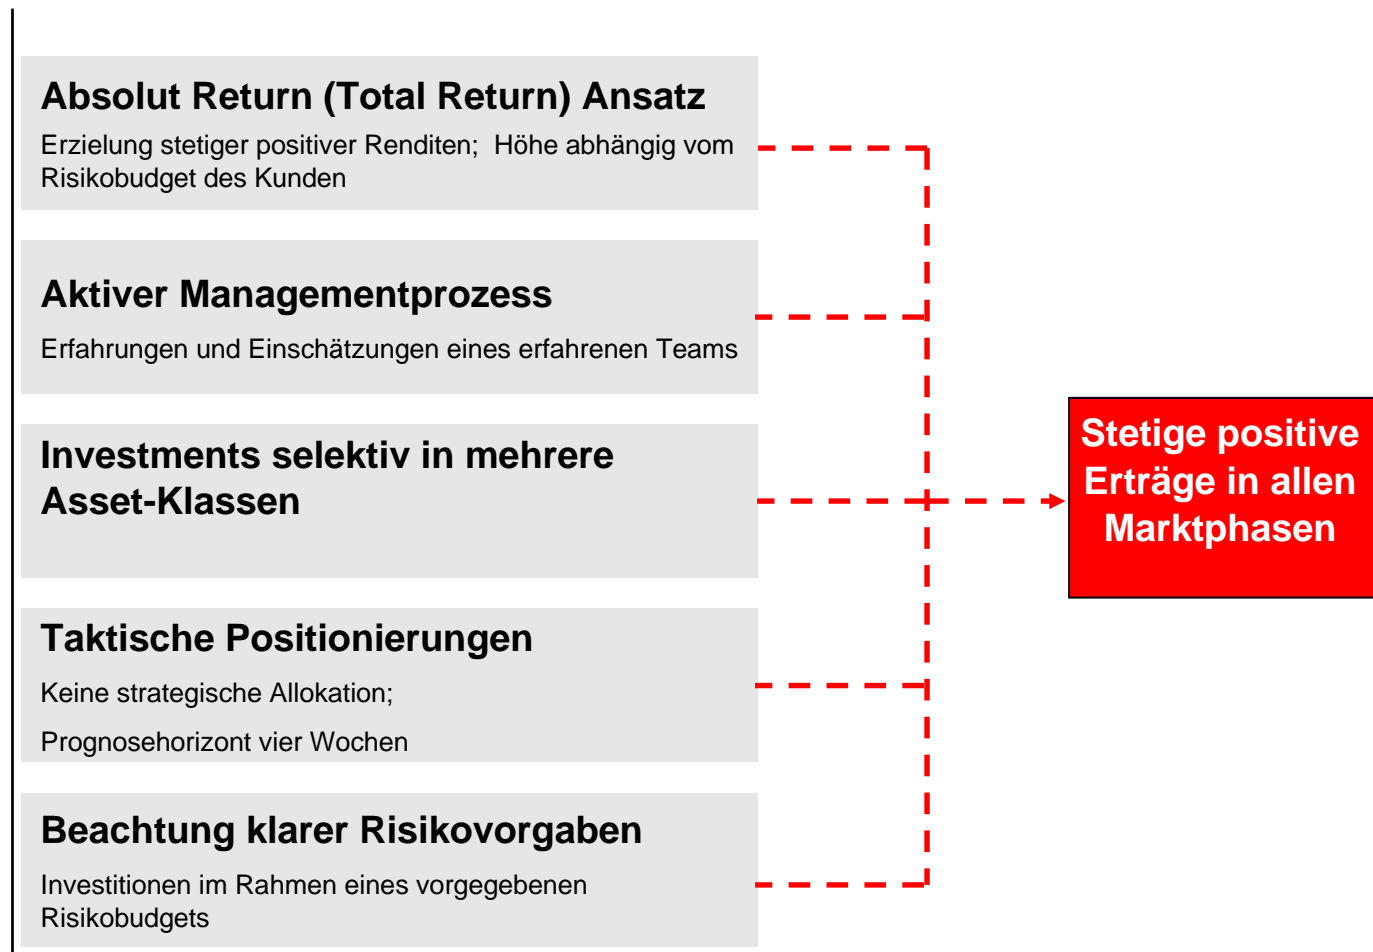 Absolut Return (Total Return) Ansatz
Erzielung stetiger positiver Renditen;  Höhe abhängig vom
Risikobudget des Kunden
Aktiver Managementprozess
Erfahrungen und Einschätzungen eines erfahrenen Teams
Investments selektiv in mehrere
Asset-Klassen
Taktische Positionierungen
Keine strategische Allokation;
Prognosehorizont vier Wochen
Beachtung klarer Risikovorgaben
Investitionen im Rahmen eines vorgegebenen
Risikobudgets
Stetige positive
Erträge in allen
Marktphasen